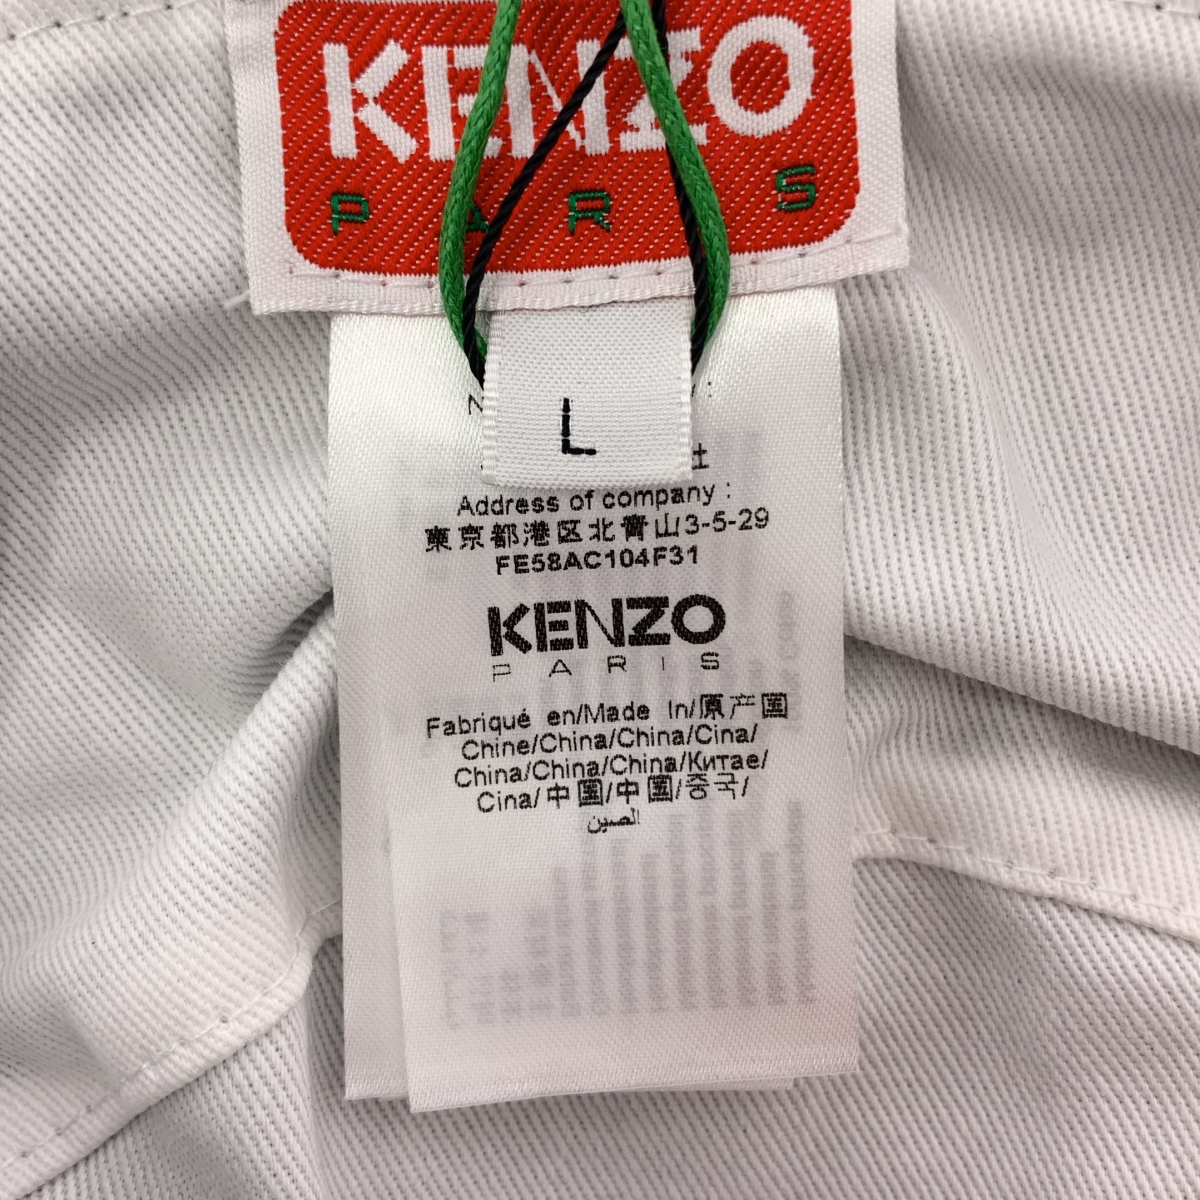 KENZO
PARIS
L
Address of company :
東京都港区北青山3-5-29
FE58AC104F31
KENZO
PARIS
Fabriqué en/Made In/原产国
Chine/China/China/Cina/
China/China/China/Китае/
Cina/中国/中国/중국/
الصين